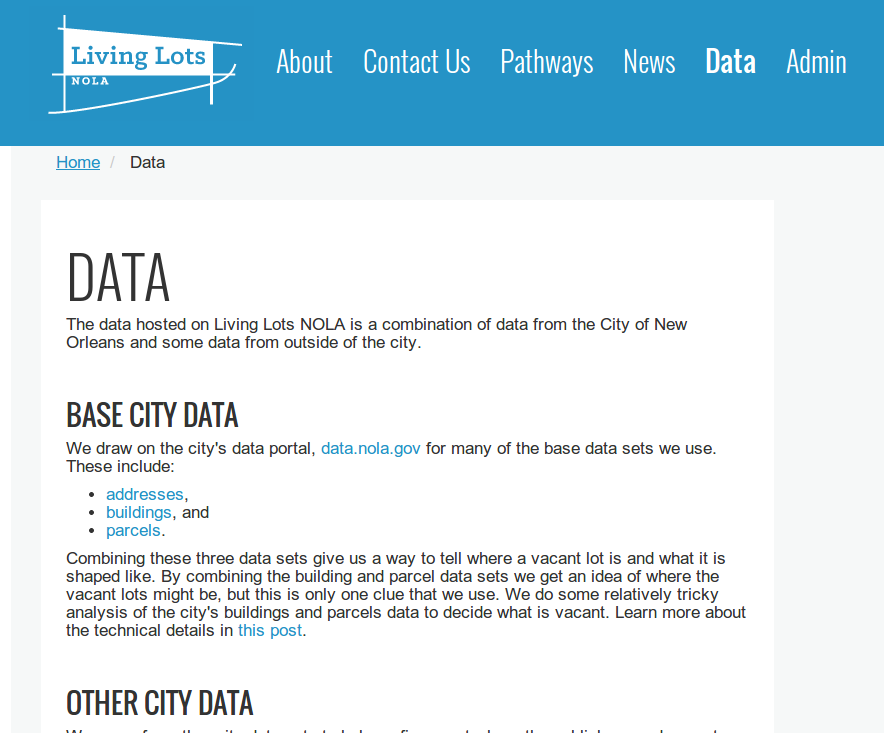 Living Lots
NOLA
About Contact Us Pathways News Data Admin
Home / Data
DATA
The data hosted on Living Lots NOLA is a combination of data from the City of New
Orleans and some data from outside of the city.
BASE CITY DATA
We draw on the city's data portal, data.nola.gov for many of the base data sets we use.
These include:
• addresses,
• buildings, and
• parcels.
Combining these three data sets give us a way to tell where a vacant lot is and what it is
shaped like. By combining the building and parcel data sets we get an idea of where the
vacant lots might be, but this is only one clue that we use. We do some relatively tricky
analysis of the city's buildings and parcels data to decide what is vacant. Learn more about
the technical details in this post.
OTHER CITY DATA